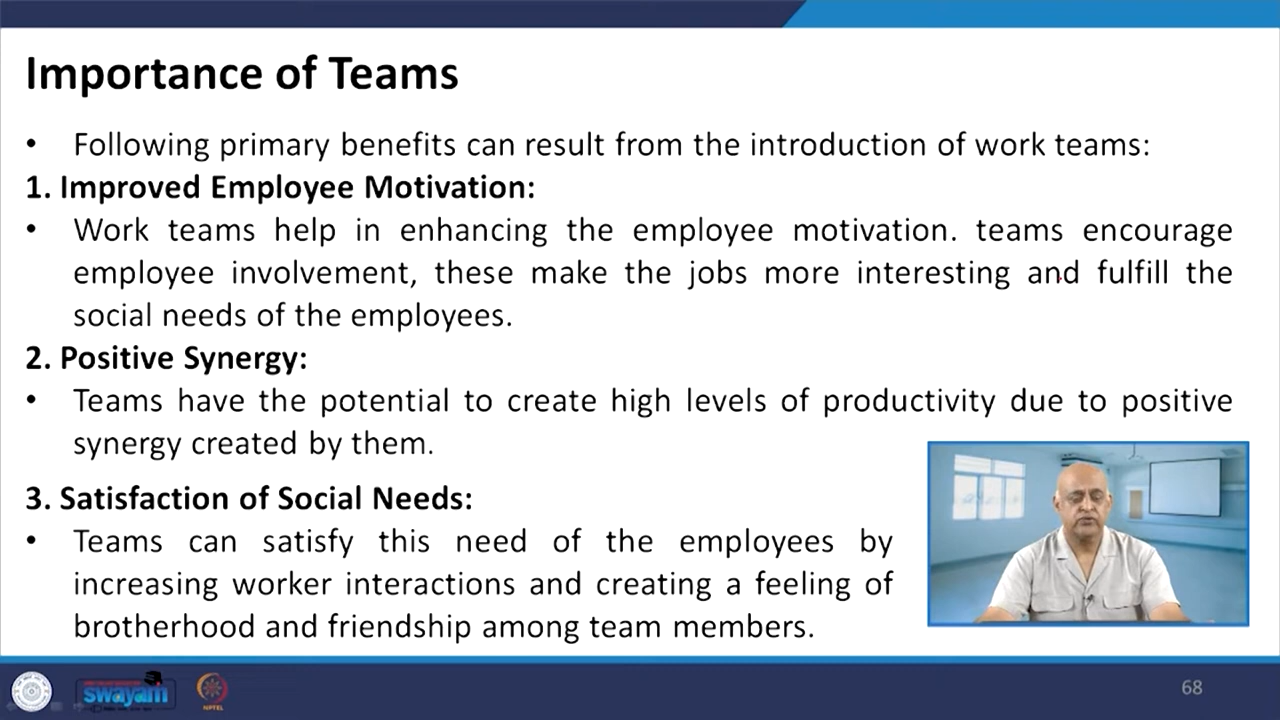 Importance of Teams
• Following primary benefits can result from the introduction of work teams:
1. Improved Employee Motivation:
• Work teams help in enhancing the employee motivation. teams encourage
employee involvement, these make the jobs more interesting and fulfill the
social needs of the employees.
2. Positive Synergy:
• Teams have the potential to create high levels of productivity due to positive
synergy created by them.
3. Satisfaction of Social Needs:
• Teams can satisfy this need of the employees by
increasing worker interactions and creating a feeling of
brotherhood and friendship among team members.
swayam
NPTEL
68